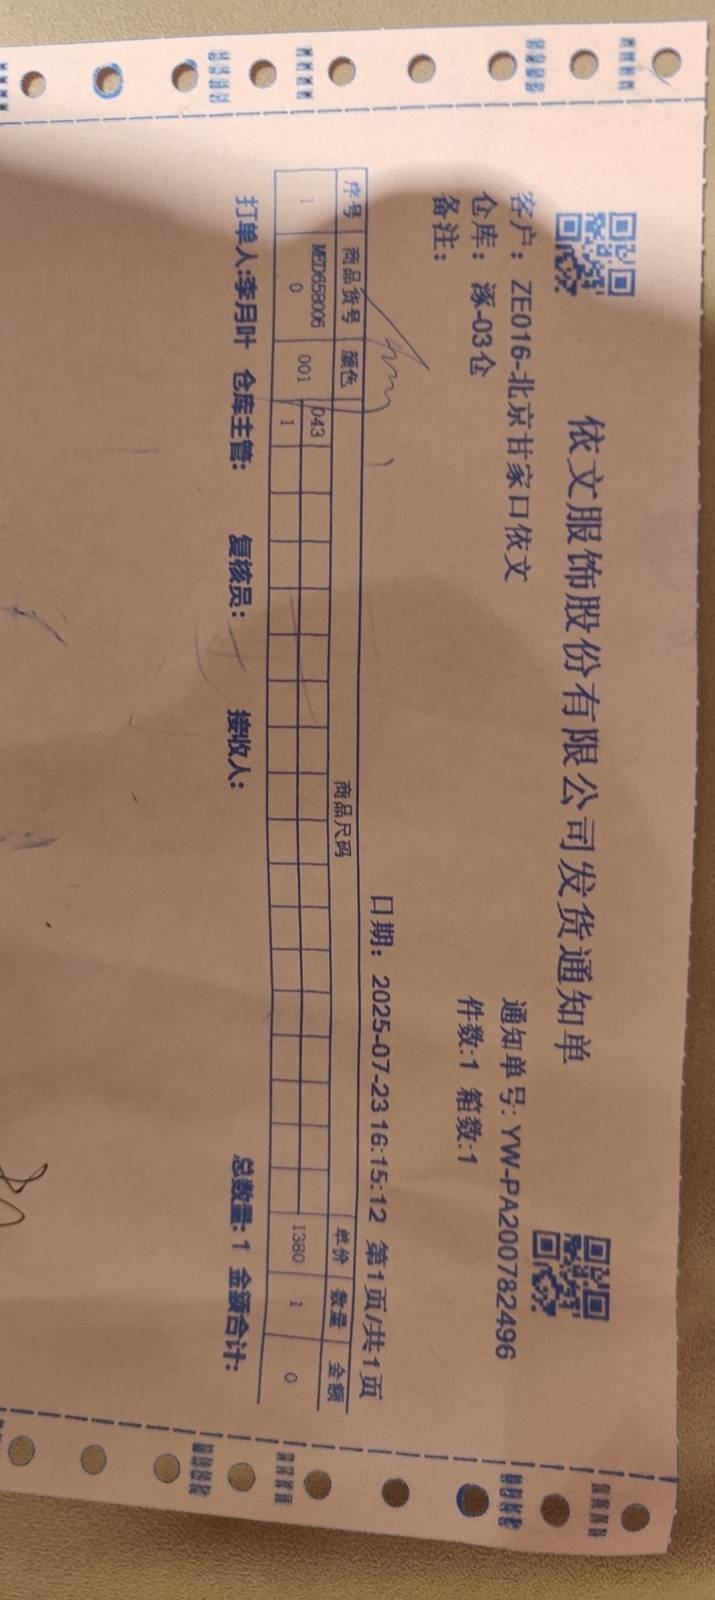 依文服饰股份有限公司发货通知单
客户：ZE016-北京甘家口依文 通知单号: YW-PA200782496
仓库：涿-03仓 件数:1 箱数:1
备注：
日期：2025-07-23 16:15:12 第1页/共1页
序号 商品货号 颜色 商品尺码 单价 数量 金额
043
1 MED6580060 001 1 1380 1 0
打单人:李月叶 仓库主管: 复核员: 接收人: 总数量:1 金额合计: